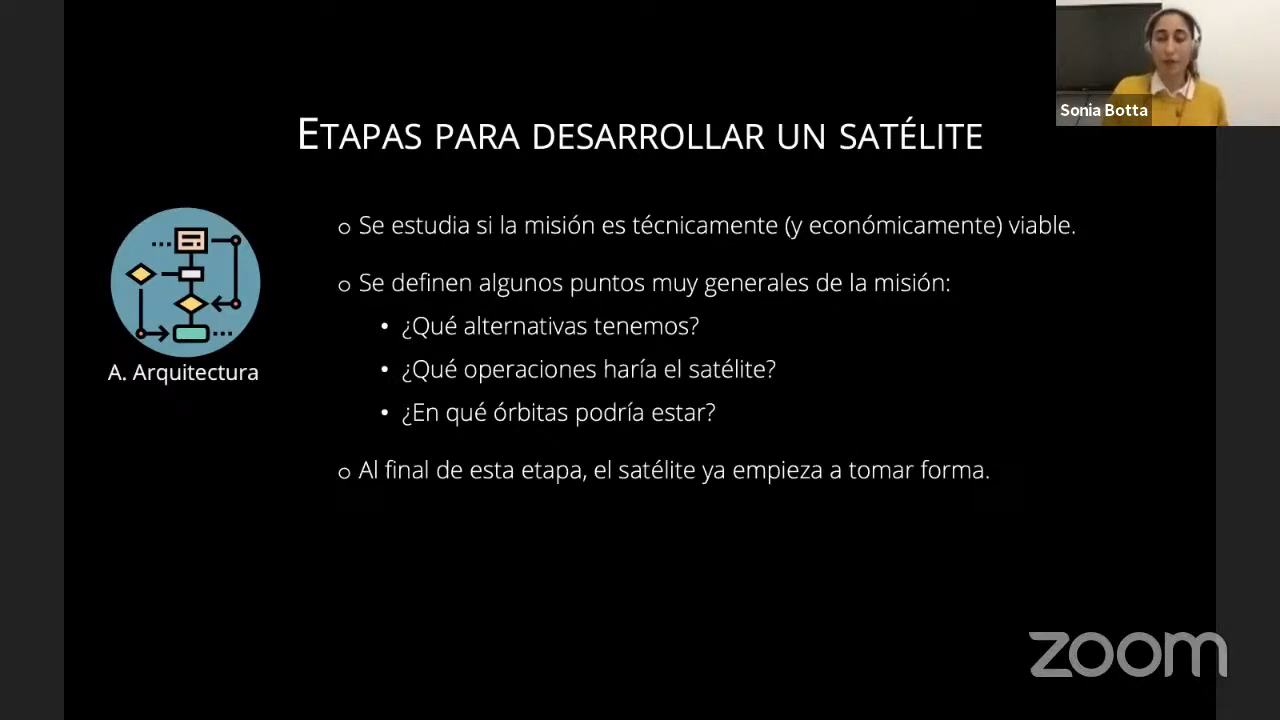 Sonia Botta
ETAPAS PARA DESARROLLAR UN SATÉLITE
A. Arquitectura
o Se estudia si la misión es técnicamente (y económicamente) viable.
o Se definen algunos puntos muy generales de la misión:
• ¿Qué alternativas tenemos?
• ¿Qué operaciones haría el satélite?
• ¿En qué órbitas podría estar?
o Al final de esta etapa, el satélite ya empieza a tomar forma.
zoom